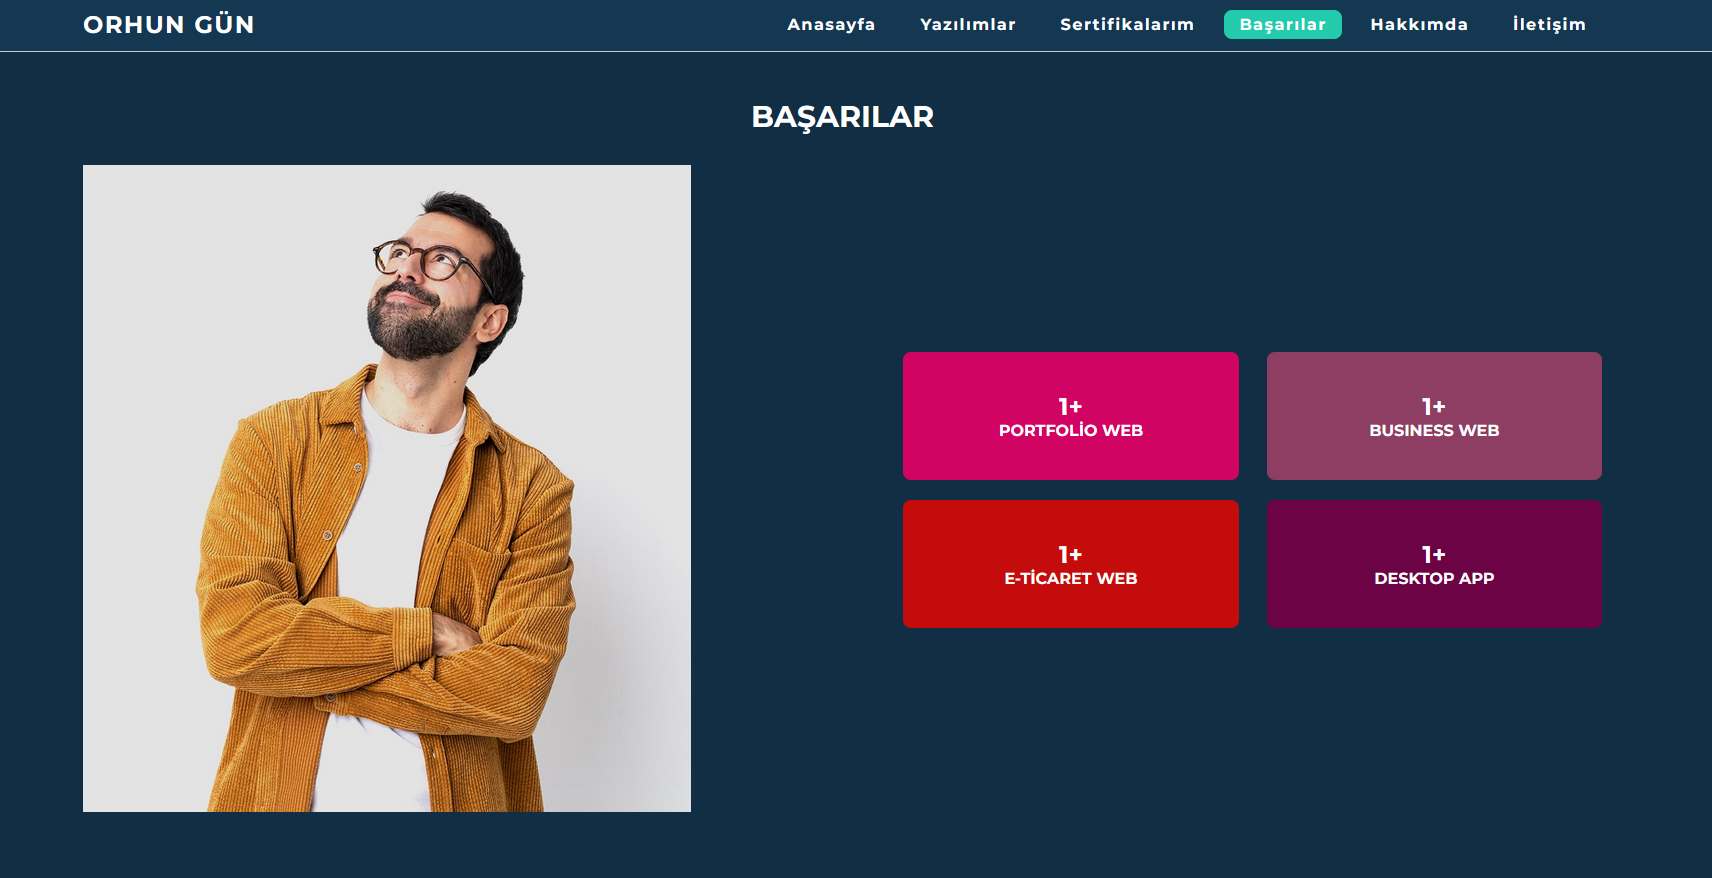 ORHUN GÜN
Anasayfa Yazılımlar Sertifikalarım Başarılar Hakkımda İletişim
BAŞARILAR
1+
PORTFOLİO WEB
1+
BUSINESS WEB
1+
E-TİCARET WEB
1+
DESKTOP APP